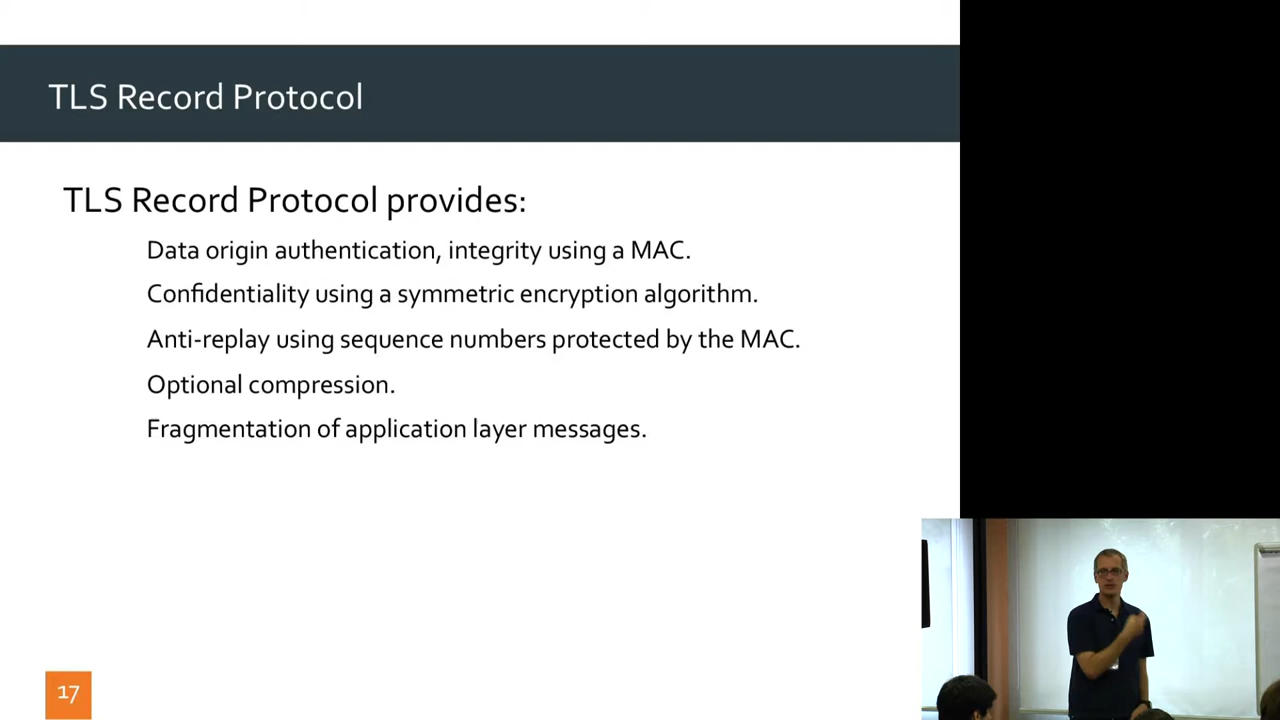 TLS Record Protocol
TLS Record Protocol provides:
Data origin authentication, integrity using a MAC.
Confidentiality using a symmetric encryption algorithm.
Anti-replay using sequence numbers protected by the MAC.
Optional compression.
Fragmentation of application layer messages.
17